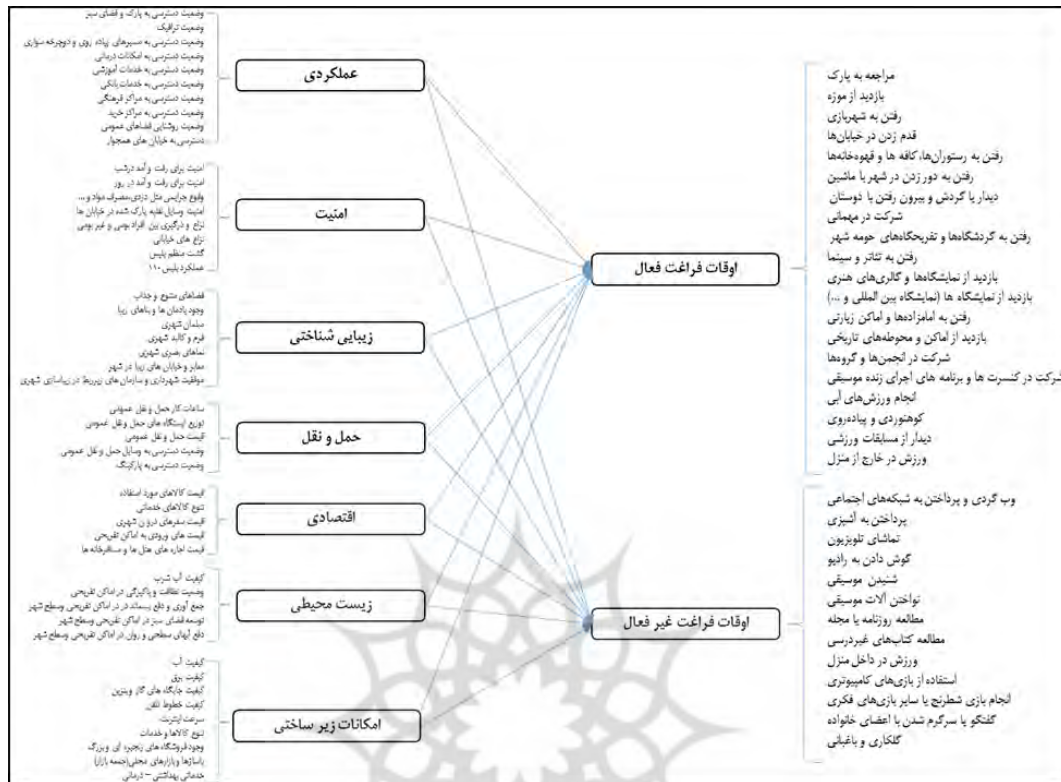 مراجعه به پارک
بازدید از موزه
رفتن به شهربازی
قدم زدن در خیابان‌ها
رفتن به رستوران‌ها، کافه ها و قهوه‌خانه‌ها
رفتن به دور زدن در شهر با ماشین
دیدار یا گردش و بیرون رفتن با دوستان
شرکت در مهمانی
رفتن به گردشگاه‌ها و تفریحگاه‌های حومه شهر
رفتن به تئاتر و سینما
بازدید از نمایشگاه‌ها و گالری‌های هنری
بازدید از نمایشگاه ها (نمایشگاه بین المللی و ...)
رفتن به امامزاده‌ها و اماکن زیارتی
بازدید از اماکن و محوطه‌های تاریخی
شرکت در انجمن‌ها و گروه‌ها
شرکت در کنسرت ها و برنامه های اجرای زنده موسیقی
انجام ورزش‌های آبی
کوهنوردی و پیاده‌روی
دیدار از مسابقات ورزشی
ورزش در خارج از منزل
اوقات فراغت فعال
وب گردی و پرداختن به شبکه‌های اجتماعی
پرداختن به آشپزی
تماشای تلویزیون
گوش دادن به رادیو
شنیدن موسیقی
نواختن آلات موسیقی
مطالعه روزنامه یا مجله
مطالعه کتاب‌های غیردرسی
ورزش در داخل منزل
استفاده از بازی‌های کامپیوتری
انجام بازی شطرنج یا سایر بازی‌های فکری
گفتگو یا سرگرم شدن با اعضای خانواده
گلکاری و باغبانی
اوقات فراغت غیر فعال
عملکردی
وضعیت دسترسی به پارک و فضای سبز
وضعیت ترافیک
وضعیت دسترسی به مسیرهای پیاده روی و دوچرخه سواری
وضعیت دسترسی به امکانات درمانی
وضعیت دسترسی به خدمات آموزشی
وضعیت دسترسی به خدمات بانکی
وضعیت دسترسی به مراکز فرهنگی
وضعیت دسترسی به مراکز خرید
وضعیت روشنایی فضاهای عمومی
دسترسی به خیابان های همجوار
امنیت
امنیت برای رفت و آمد درشب
امنیت برای رفت و آمد در روز
وقوع جرایمی مثل دزدی،مصرف مواد و ...
امنیت وسایل نقلیه پارک شده در خیابان ها
نزاع و درگیری بین افراد بومی و غیر بومی
نزاع های خیابانی
گشت منظم پلیس
عملکرد پلیس ۱۱۰
زیبایی شناختی
فضاهای متنوع و جذاب
وجود یادمان ها و بناهای زیبا
مبلمان شهری
فرم و کالبد شهری
نماهای بصری شهری
معابر و خیابان های زیبا در شهر
موفقیت شهرداری و سازمان های زیربط در زیباسازی شهری
حمل و نقل
ساعات کار حمل و نقل عمومی
توزیع ایستگاه های حمل و نقل عمومی
قیمت حمل و نقل عمومی
وضعیت دسترسی به وسایل حمل و نقل عمومی
وضعیت دسترسی به پارکینگ
اقتصادی
قیمت کالاهای مورد استفاده
تنوع کالاهای خدماتی
قیمت سفرهای درون شهری
قیمت های ورودی به اماکن تفریحی
قیمت اجاره های هتل ها و مسافرخانه ها
زیست محیطی
کیفیت آب شرب
وضعیت نظافت و پاکیزگی در اماکن تفریحی
جمع آوری و دفع پسماند در در اماکن تفریحی وسطح شهر
توسعه فضای سبز در اماکن تفریحی وسطح شهر
دفع آبهای سطحی و روان در اماکن تفریحی وسطح شهر
امکانات زیر ساختی
کیفیت آب
کیفیت برق
کیفیت جایگاه های گاز وبنزین
کیفیت خطوط تلفن
سرعت اینترنت
تنوع کالاها و خدمات
وجود فروشگاه های زنجیره ای و بزرگ
پاساژها وبازارهای محلی(جمعه بازار)
خدماتی بهداشتی – درمانی